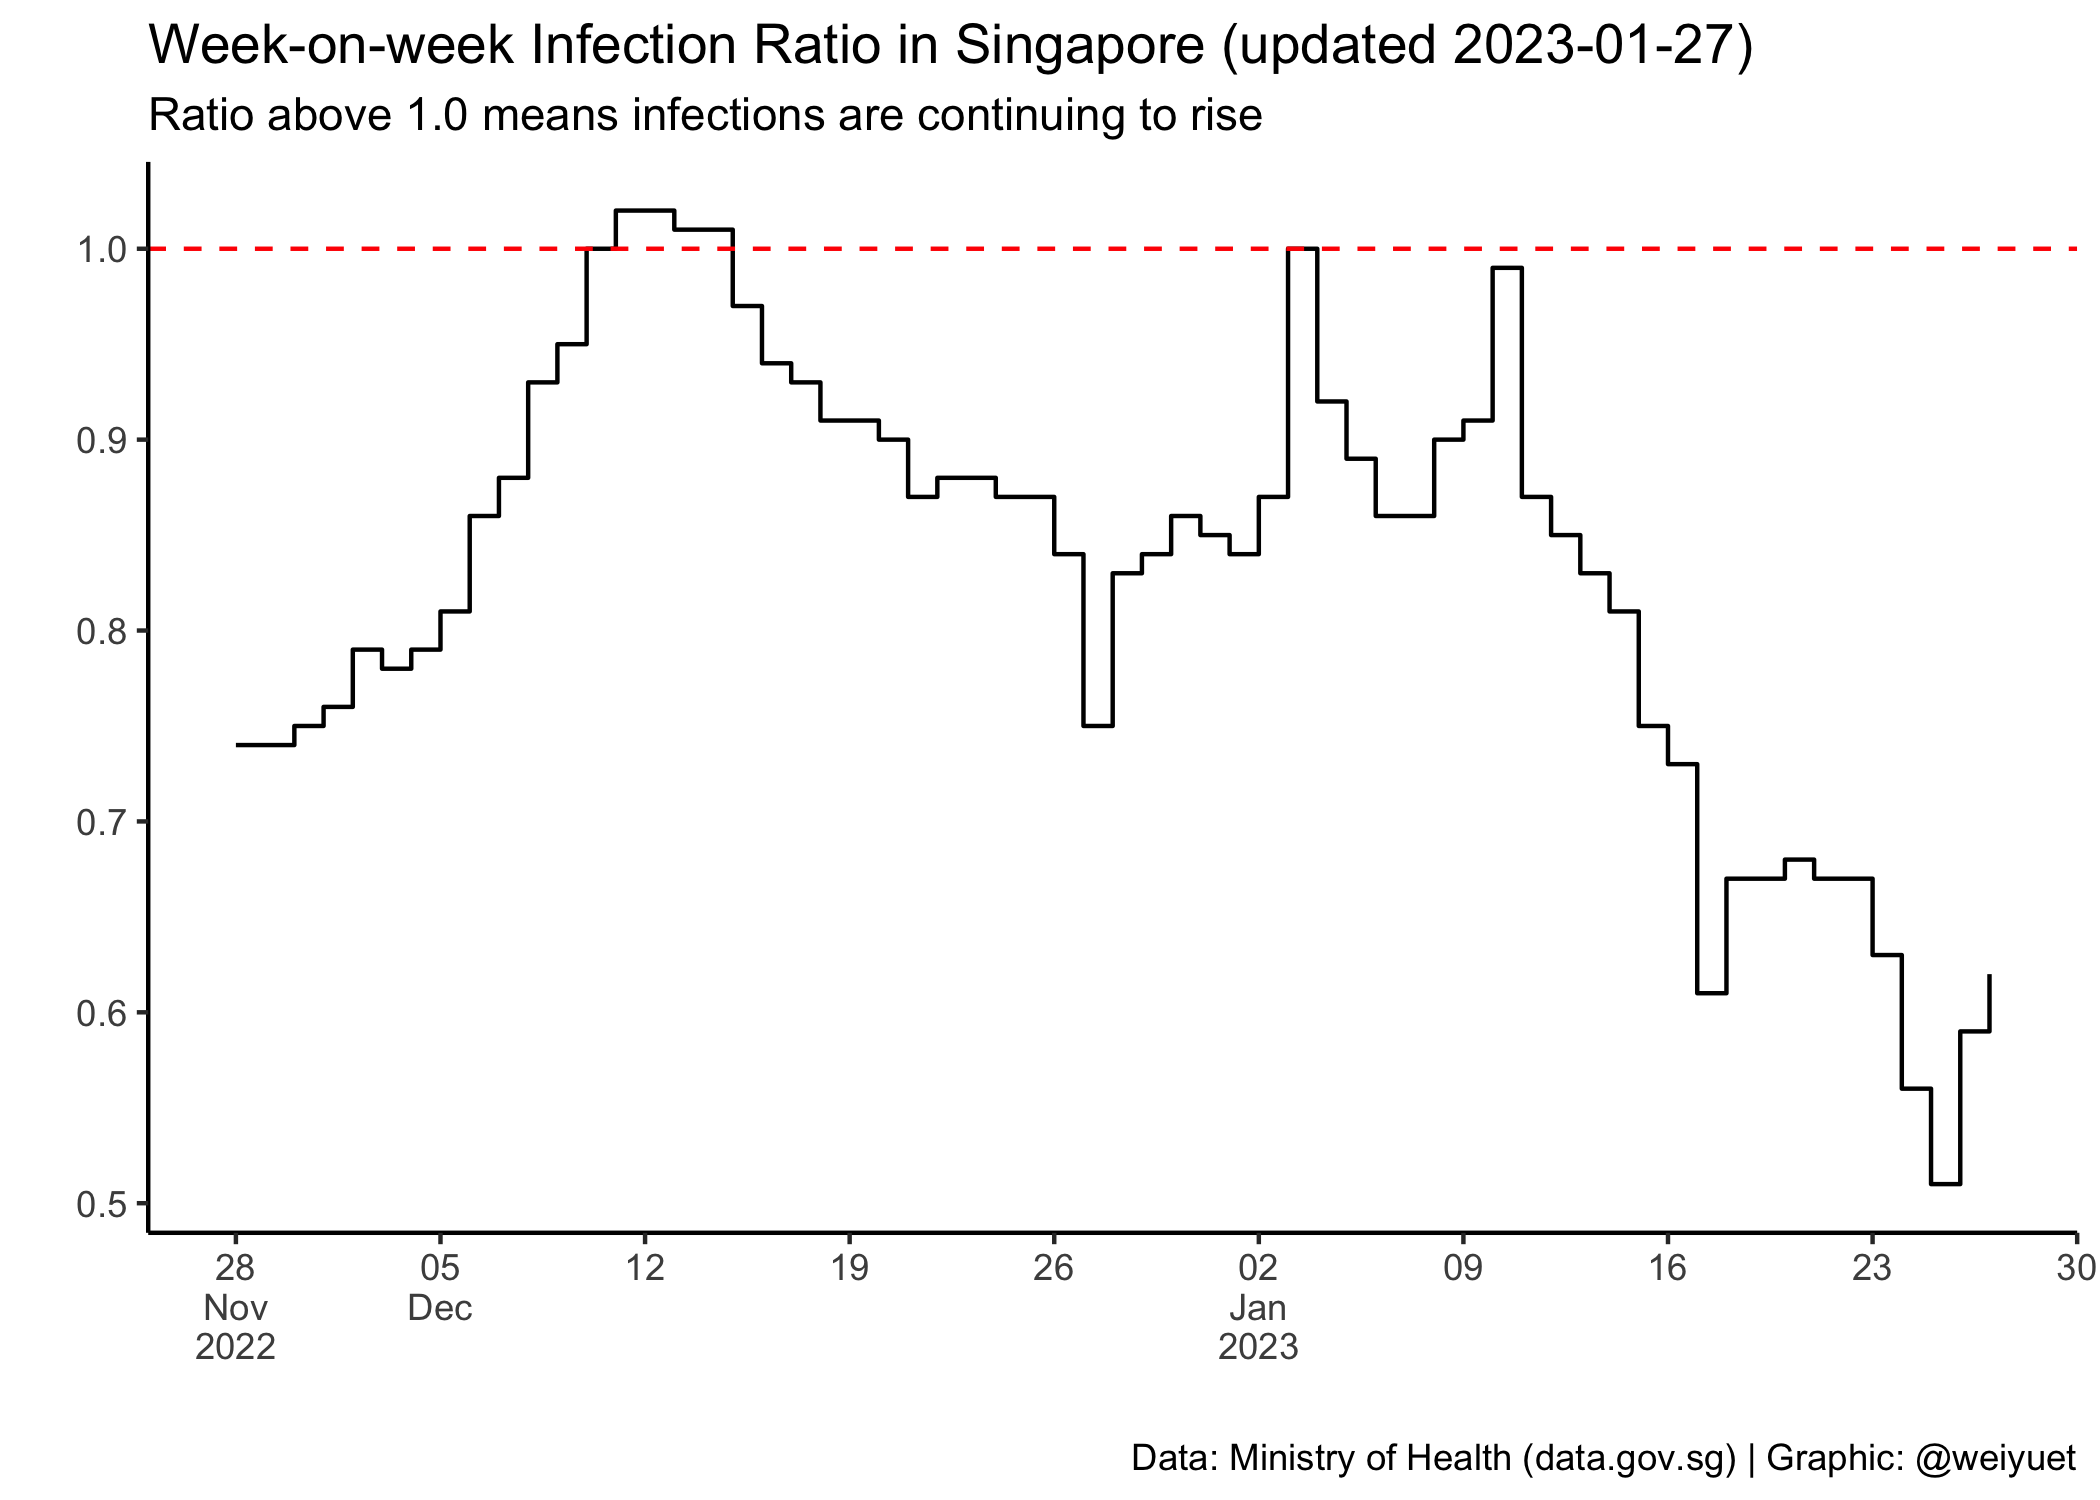 Week-on-week Infection Ratio in Singapore (updated 2023-01-27)
Ratio above 1.0 means infections are continuing to rise
1.0
0.9
0.8
0.7
0.6
0.5
28 05 12 19 26 02 09 16 23 30
Nov Dec Jan
2022 2023
Data: Ministry of Health (data.gov.sg) | Graphic: @weiyuet